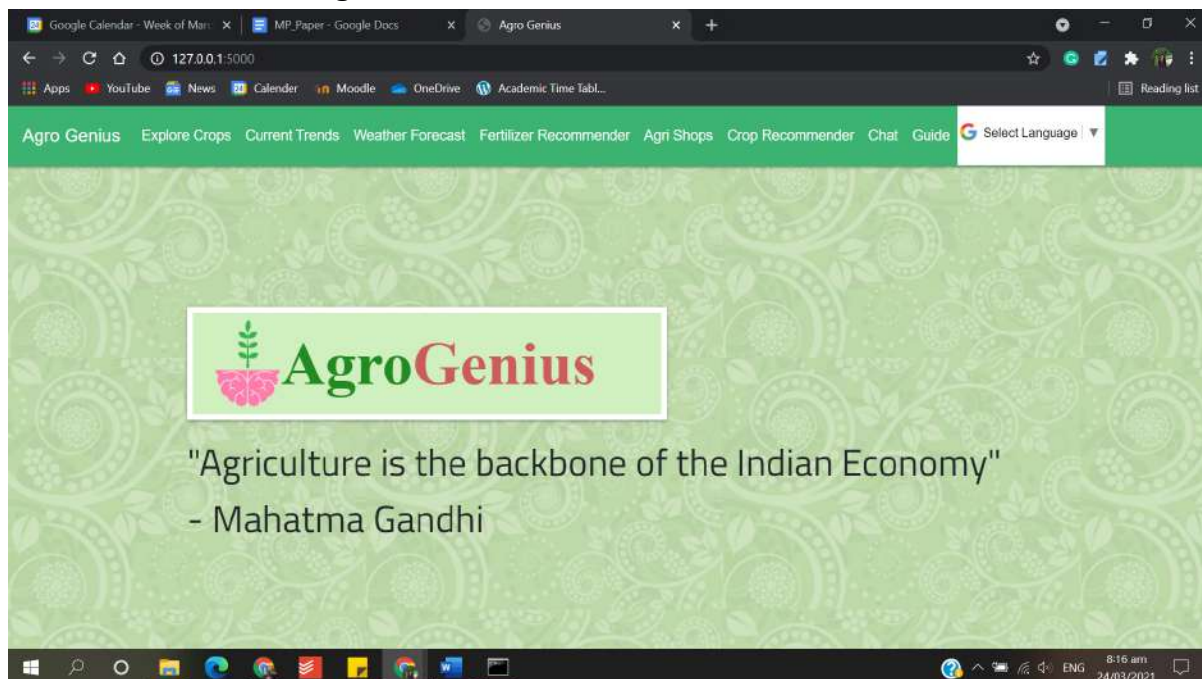 Google Calendar - Week of Mar
MP_Paper - Google Docs
Agro Genius
127.0.0.1:5000
Apps YouTube News Calender Moodle OneDrive Academic Time Tabl... Reading list
Agro Genius Explore Crops Current Trends Weather Forecast Fertilizer Recommender Agri Shops Crop Recommender Chat Guide Select Language ▼
AgroGenius
"Agriculture is the backbone of the Indian Economy"
- Mahatma Gandhi
ENG
8:16 am
24/03/2021